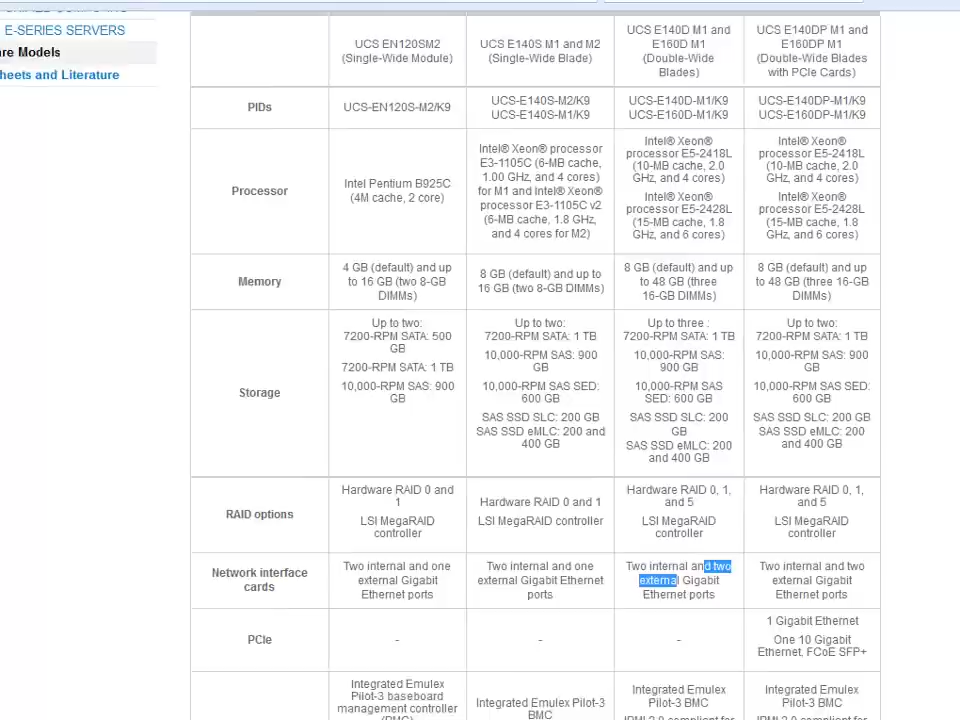 E-SERIES SERVERS
re Models
heets and Literature
UCS EN120SM2
(Single-Wide Module)
UCS E140S M1 and M2
(Single-Wide Blade)
UCS E140D M1 and
E160D M1
(Double-Wide
Blades)
UCS E140DP M1 and
E160DP M1
(Double-Wide Blades
with PCIe Cards)
PIDs
UCS-EN120S-M2/K9
UCS-E140S-M2/K9
UCS-E140S-M1/K9
UCS-E140D-M1/K9
UCS-E160D-M1/K9
UCS-E140DP-M1/K9
UCS-E160DP-M1/K9
Processor
Intel Pentium B925C
(4M cache, 2 core)
Intel® Xeon® processor
E3-1105C (6-MB cache,
1.00 GHz, and 4 cores)
for M1 and Intel® Xeon®
processor E3-1105C v2
(6-MB cache, 1.8 GHz,
and 4 cores for M2)
Intel® Xeon®
processor E5-2418L
(10-MB cache, 2.0
GHz, and 4 cores)
Intel® Xeon®
processor E5-2428L
(15-MB cache, 1.8
GHz, and 6 cores)
Intel® Xeon®
processor E5-2418L
(10-MB cache, 2.0
GHz, and 4 cores)
Intel® Xeon®
processor E5-2428L
(15-MB cache, 1.8
GHz, and 6 cores)
Memory
4 GB (default) and up
to 16 GB (two 8-GB
DIMMs)
8 GB (default) and up to
16 GB (two 8-GB DIMMs)
8 GB (default) and up
to 48 GB (three
16-GB DIMMs)
8 GB (default) and up
to 48 GB (three 16-GB
DIMMs)
Storage
Up to two:
7200-RPM SATA: 500
GB
7200-RPM SATA: 1 TB
10,000-RPM SAS: 900
GB
Up to two:
7200-RPM SATA: 1 TB
10,000-RPM SAS: 900
GB
10,000-RPM SAS SED:
600 GB
SAS SSD SLC: 200 GB
SAS SSD eMLC: 200 and
400 GB
Up to three :
7200-RPM SATA: 1 TB
10,000-RPM SAS:
900 GB
10,000-RPM SAS
SED: 600 GB
SAS SSD SLC: 200
GB
SAS SSD eMLC: 200
and 400 GB
Up to two:
7200-RPM SATA: 1 TB
10,000-RPM SAS: 900
GB
10,000-RPM SAS SED:
600 GB
SAS SSD SLC: 200 GB
SAS SSD eMLC: 200
and 400 GB
RAID options
Hardware RAID 0 and
1
LSI MegaRAID
controller
Hardware RAID 0 and 1
LSI MegaRAID controller
Hardware RAID 0, 1,
and 5
LSI MegaRAID
controller
Hardware RAID 0, 1,
and 5
LSI MegaRAID
controller
Network interface
cards
Two internal and one
external Gigabit
Ethernet ports
Two internal and one
external Gigabit Ethernet
ports
Two internal and two
external Gigabit
Ethernet ports
Two internal and two
external Gigabit
Ethernet ports
PCIe
-
-
-
1 Gigabit Ethernet
One 10 Gigabit
Ethernet, FCoE SFP+
Integrated Emulex
Pilot-3 baseboard
management controller
(BMC)
Integrated Emulex Pilot-3
BMC
Integrated Emulex
Pilot-3 BMC
IPMI 2.0 compliant for
Integrated Emulex
Pilot-3 BMC
IPMI 2.0 compliant for